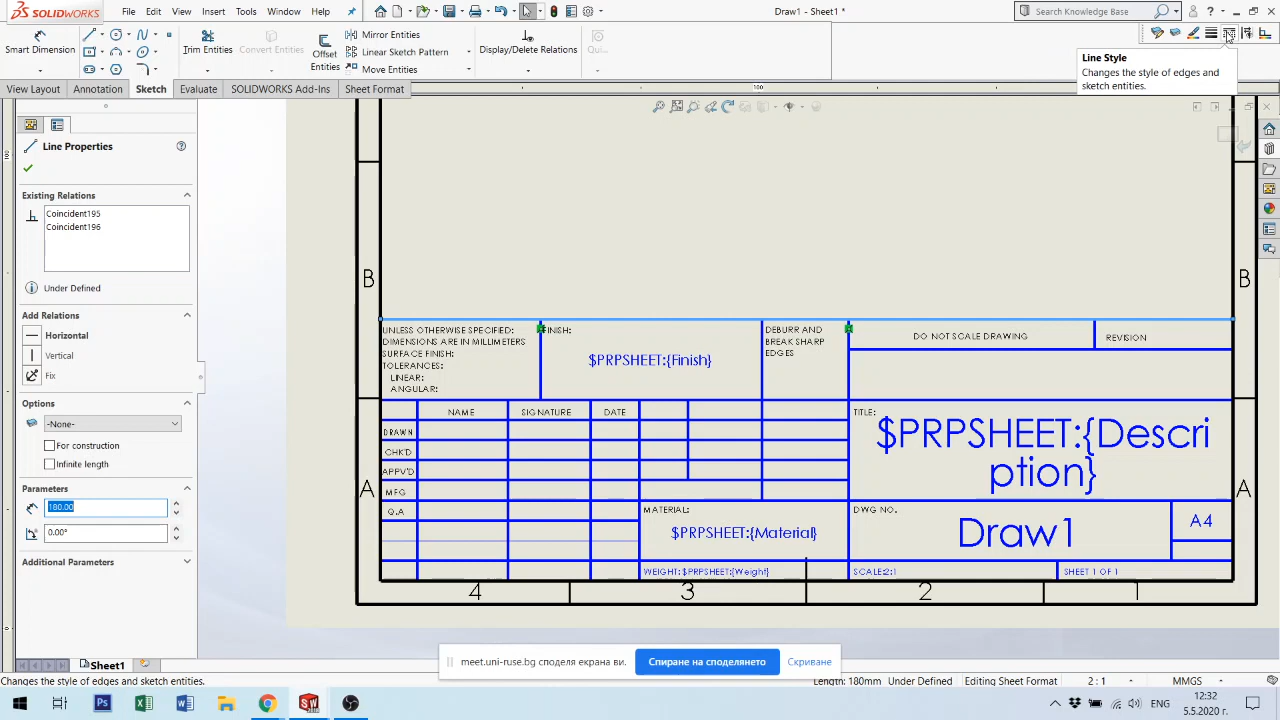 SOLIDWORKS
File
Edit
View
Insert
Tools
Window
Help
Draw1 - Sheet1 *
Search Knowledge Base
Smart Dimension
Trim Entities
Convert Entities
Offset
Entities
Mirror Entities
Linear Sketch Pattern
Move Entities
Display/Delete Relations
Qui...
Line Style
Changes the style of edges and
sketch entities.
View Layout
Annotation
Sketch
Evaluate
SOLIDWORKS Add-Ins
Sheet Format
100
100
Line Properties
Existing Relations
Coincident195
Coincident196
Under Defined
Add Relations
Horizontal
Vertical
Fix
Options
-None-
For construction
Infinite length
Parameters
180.00
0.00°
Additional Parameters
B
B
A
A
UNLESS OTHERWISE SPECIFIED:
DIMENSIONS ARE IN MILLIMETERS
SURFACE FINISH:
TOLERANCES:
LINEAR:
ANGULAR:
FINISH:
$PRPSHEET:{Finish}
DEBURR AND
BREAK SHARP
EDGES
DO NOT SCALE DRAWING
REVISION
NAME
SIGNATURE
DATE
DRAWN
CHK'D
APPV'D
MFG
Q.A
TITLE:
$PRPSHEET:{Descri
ption}
MATERIAL:
$PRPSHEET:{Material}
DWG NO.
Draw1
A4
WEIGHT: $PRPSHEET:{Weight}
SCALE:2:1
SHEET 1 OF 1
4
3
2
1
meet.uni-ruse.bg споделя екрана ви.
Спиране на споделянето
Скриване
Sheet1
Changes the style of edges and sketch entities.
Length: 180mm
Under Defined
Editing Sheet Format
2 : 1
MMGS
ENG
12:32
5.5.2020 г.